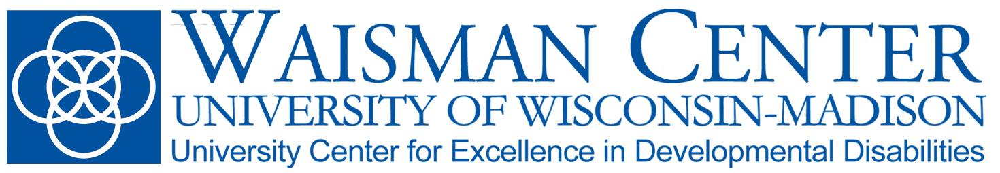 WAISMAN CENTER
UNIVERSITY OF WISCONSIN-MADISON
University Center for Excellence in Developmental Disabilities